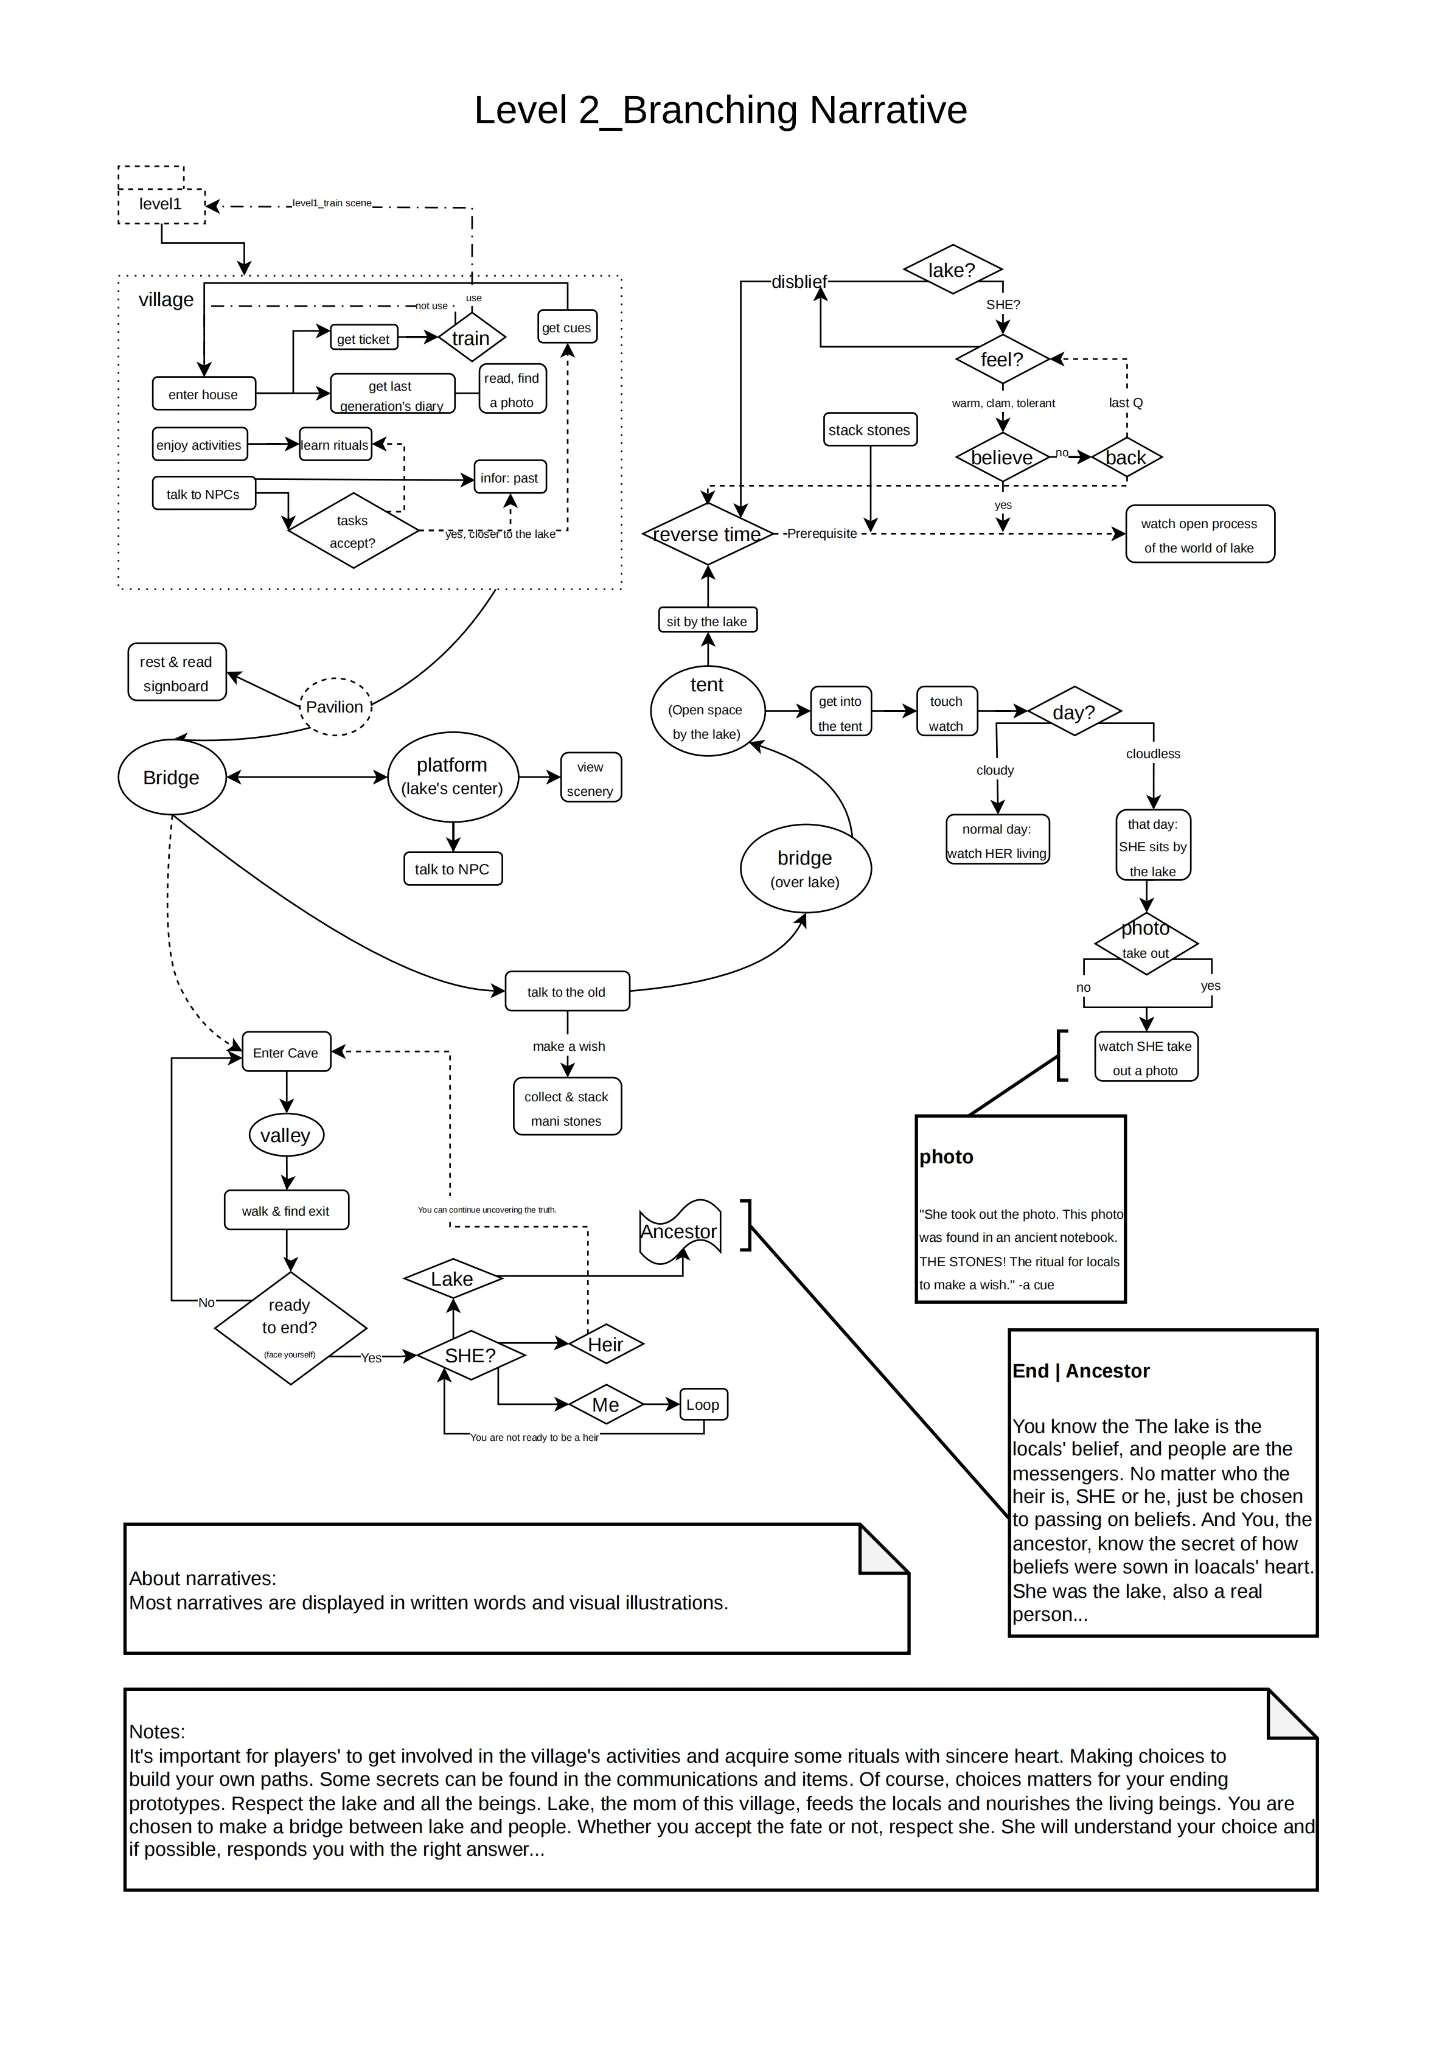 Level 2_Branching Narrative
level1
level1_train scene
village
not use
use
get ticket
train
get cues
enter house
get last
generation's diary
read, find
a photo
enjoy activities
learn rituals
talk to NPCs
infor: past
tasks
accept?
yes, closer to the lake
lake?
disblief
SHE?
feel?
warm, clam, tolerant
last Q
stack stones
believe
no
back
yes
reverse time
Prerequisite
watch open process
of the world of lake
sit by the lake
rest & read
signboard
Pavilion
tent
(Open space
by the lake)
get into
the tent
touch
watch
day?
cloudy
cloudless
Bridge
platform
(lake's center)
view
scenery
talk to NPC
normal day:
watch HER living
that day:
SHE sits by
the lake
bridge
(over lake)
photo
take out
no
yes
talk to the old
make a wish
collect & stack
mani stones
watch SHE take
out a photo
Enter Cave
valley
walk & find exit
You can continue uncovering the truth.
ready
to end?
(face yourself)
No
Yes
Lake
Ancestor
SHE?
Heir
Me
Loop
You are not ready to be a heir
photo
"She took out the photo. This photo
was found in an ancient notebook.
THE STONES! The ritual for locals
to make a wish." -a cue
End | Ancestor
You know the The lake is the
locals' belief, and people are the
messengers. No matter who the
heir is, SHE or he, just be chosen
to passing on beliefs. And You, the
ancestor, know the secret of how
beliefs were sown in loacals' heart.
She was the lake, also a real
person...
About narratives:
Most narratives are displayed in written words and visual illustrations.
Notes:
It's important for players' to get involved in the village's activities and acquire some rituals with sincere heart. Making choices to
build your own paths. Some secrets can be found in the communications and items. Of course, choices matters for your ending
prototypes. Respect the lake and all the beings. Lake, the mom of this village, feeds the locals and nourishes the living beings. You are
chosen to make a bridge between lake and people. Whether you accept the fate or not, respect she. She will understand your choice and
if possible, responds you with the right answer...